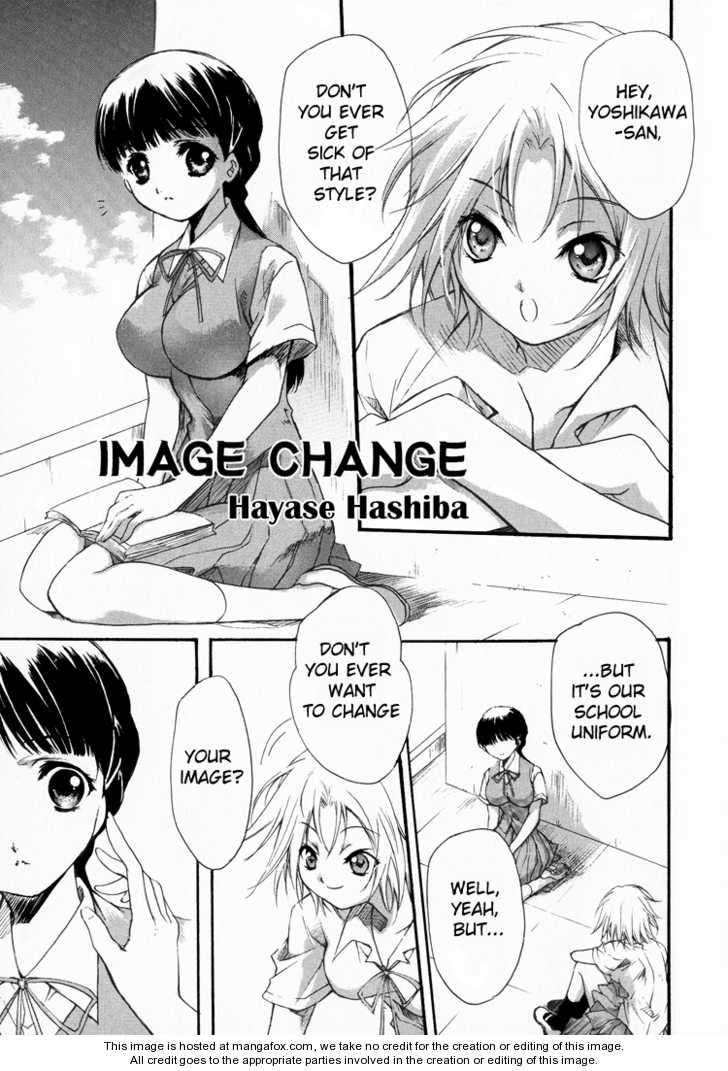 HEY,
YOSHIKAWA
-SAN,
DON'T
YOU EVER
GET
SICK OF
THAT
STYLE?
IMAGE CHANGE
Hayase Hashiba
...BUT
IT'S OUR
SCHOOL
UNIFORM.
WELL,
YEAH,
BUT...
DON'T
YOU EVER
WANT
TO CHANGE
YOUR
IMAGE?
This image is hosted at mangafox.com, we take no credit for the creation or editing of this image.
All credit goes to the appropriate parties involved in the creation or editing of this image.